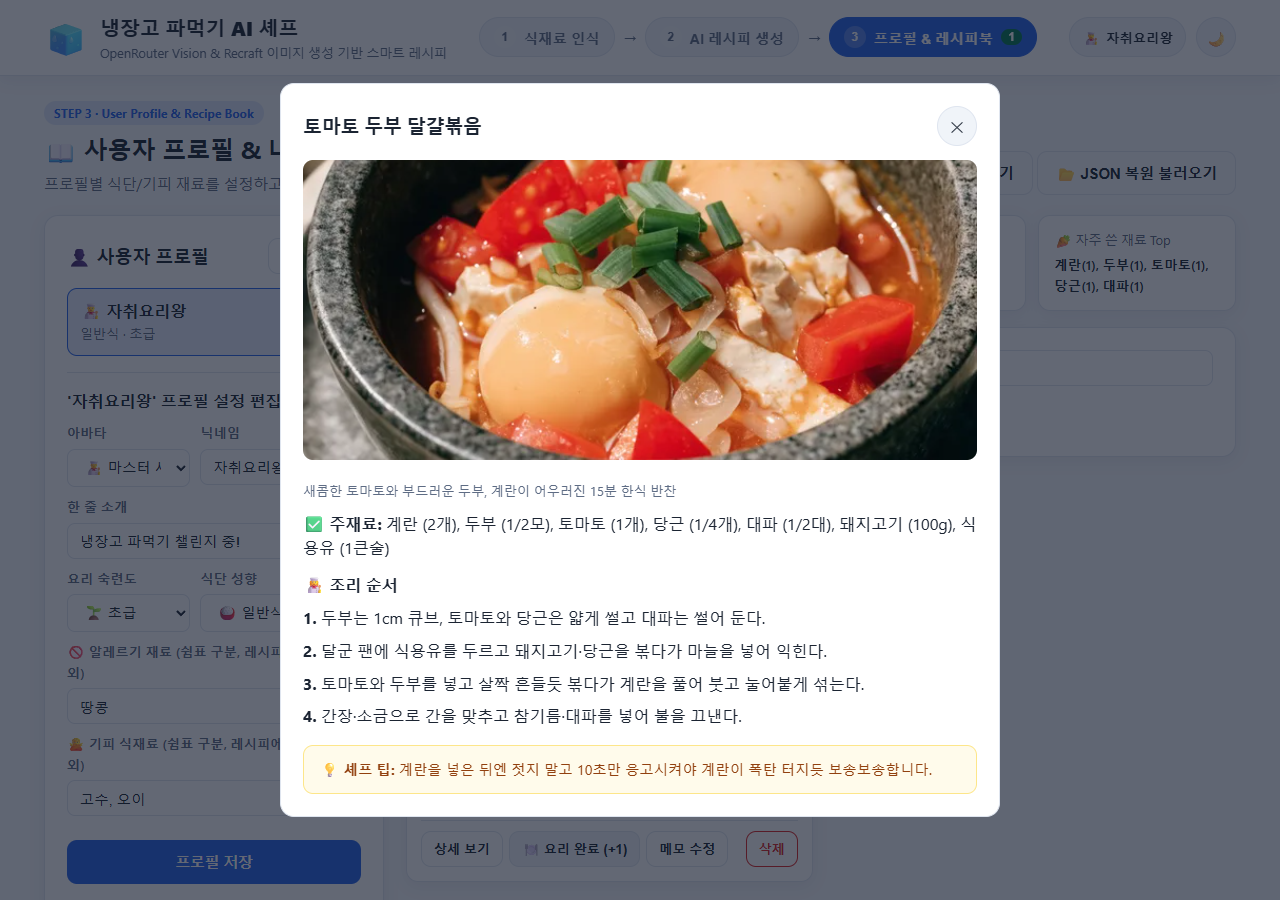 냉장고 파먹기 AI 셰프
OpenRouter Vision & Recraft 이미지 생성 기반 스마트 레시피
1 식재료 인식 → 2 AI 레시피 생성 → 3 프로필 & 레시피북 1
자취요리왕
STEP 3 · User Profile & Recipe Book
사용자 프로필 &
프로필별 식단/기피 재료를 설정하고
기
JSON 복원 불러오기
사용자 프로필
자취요리왕
일반식 · 초급
자주 쓴 재료 Top
계란(1), 두부(1), 토마토(1),
당근(1), 대파(1)
'자취요리왕' 프로필 설정 편집
아바타 닉네임
마스터 자취요리왕
한 줄 소개
냉장고 파먹기 챌린지 중!
요리 숙련도 식단 성향
초급 일반식
알레르기 재료 (쉼표 구분, 레시피
외)
땅콩
기피 식재료 (쉼표 구분, 레시피에
외)
고수, 오이
프로필 저장
토마토 두부 달걀볶음
새콤한 토마토와 부드러운 두부, 계란이 어우러진 15분 한식 반찬
주재료: 계란 (2개), 두부 (1/2모), 토마토 (1개), 당근 (1/4개), 대파 (1/2대), 돼지고기 (100g), 식
용유 (1큰술)
조리 순서
1. 두부는 1cm 큐브, 토마토와 당근은 얇게 썰고 대파는 썰어 둔다.
2. 달군 팬에 식용유를 두르고 돼지고기·당근을 볶다가 마늘을 넣어 익힌다.
3. 토마토와 두부를 넣고 살짝 흔들듯 볶다가 계란을 풀어 붓고 눌어붙게 섞는다.
4. 간장·소금으로 간을 맞추고 참기름·대파를 넣어 불을 끄낸다.
셰프 팁: 계란을 넣은 뒤엔 젓지 말고 10초만 응고시켜야 계란이 폭탄 터지듯 보송보송합니다.
상세 보기 요리 완료 (+1) 메모 수정 삭제